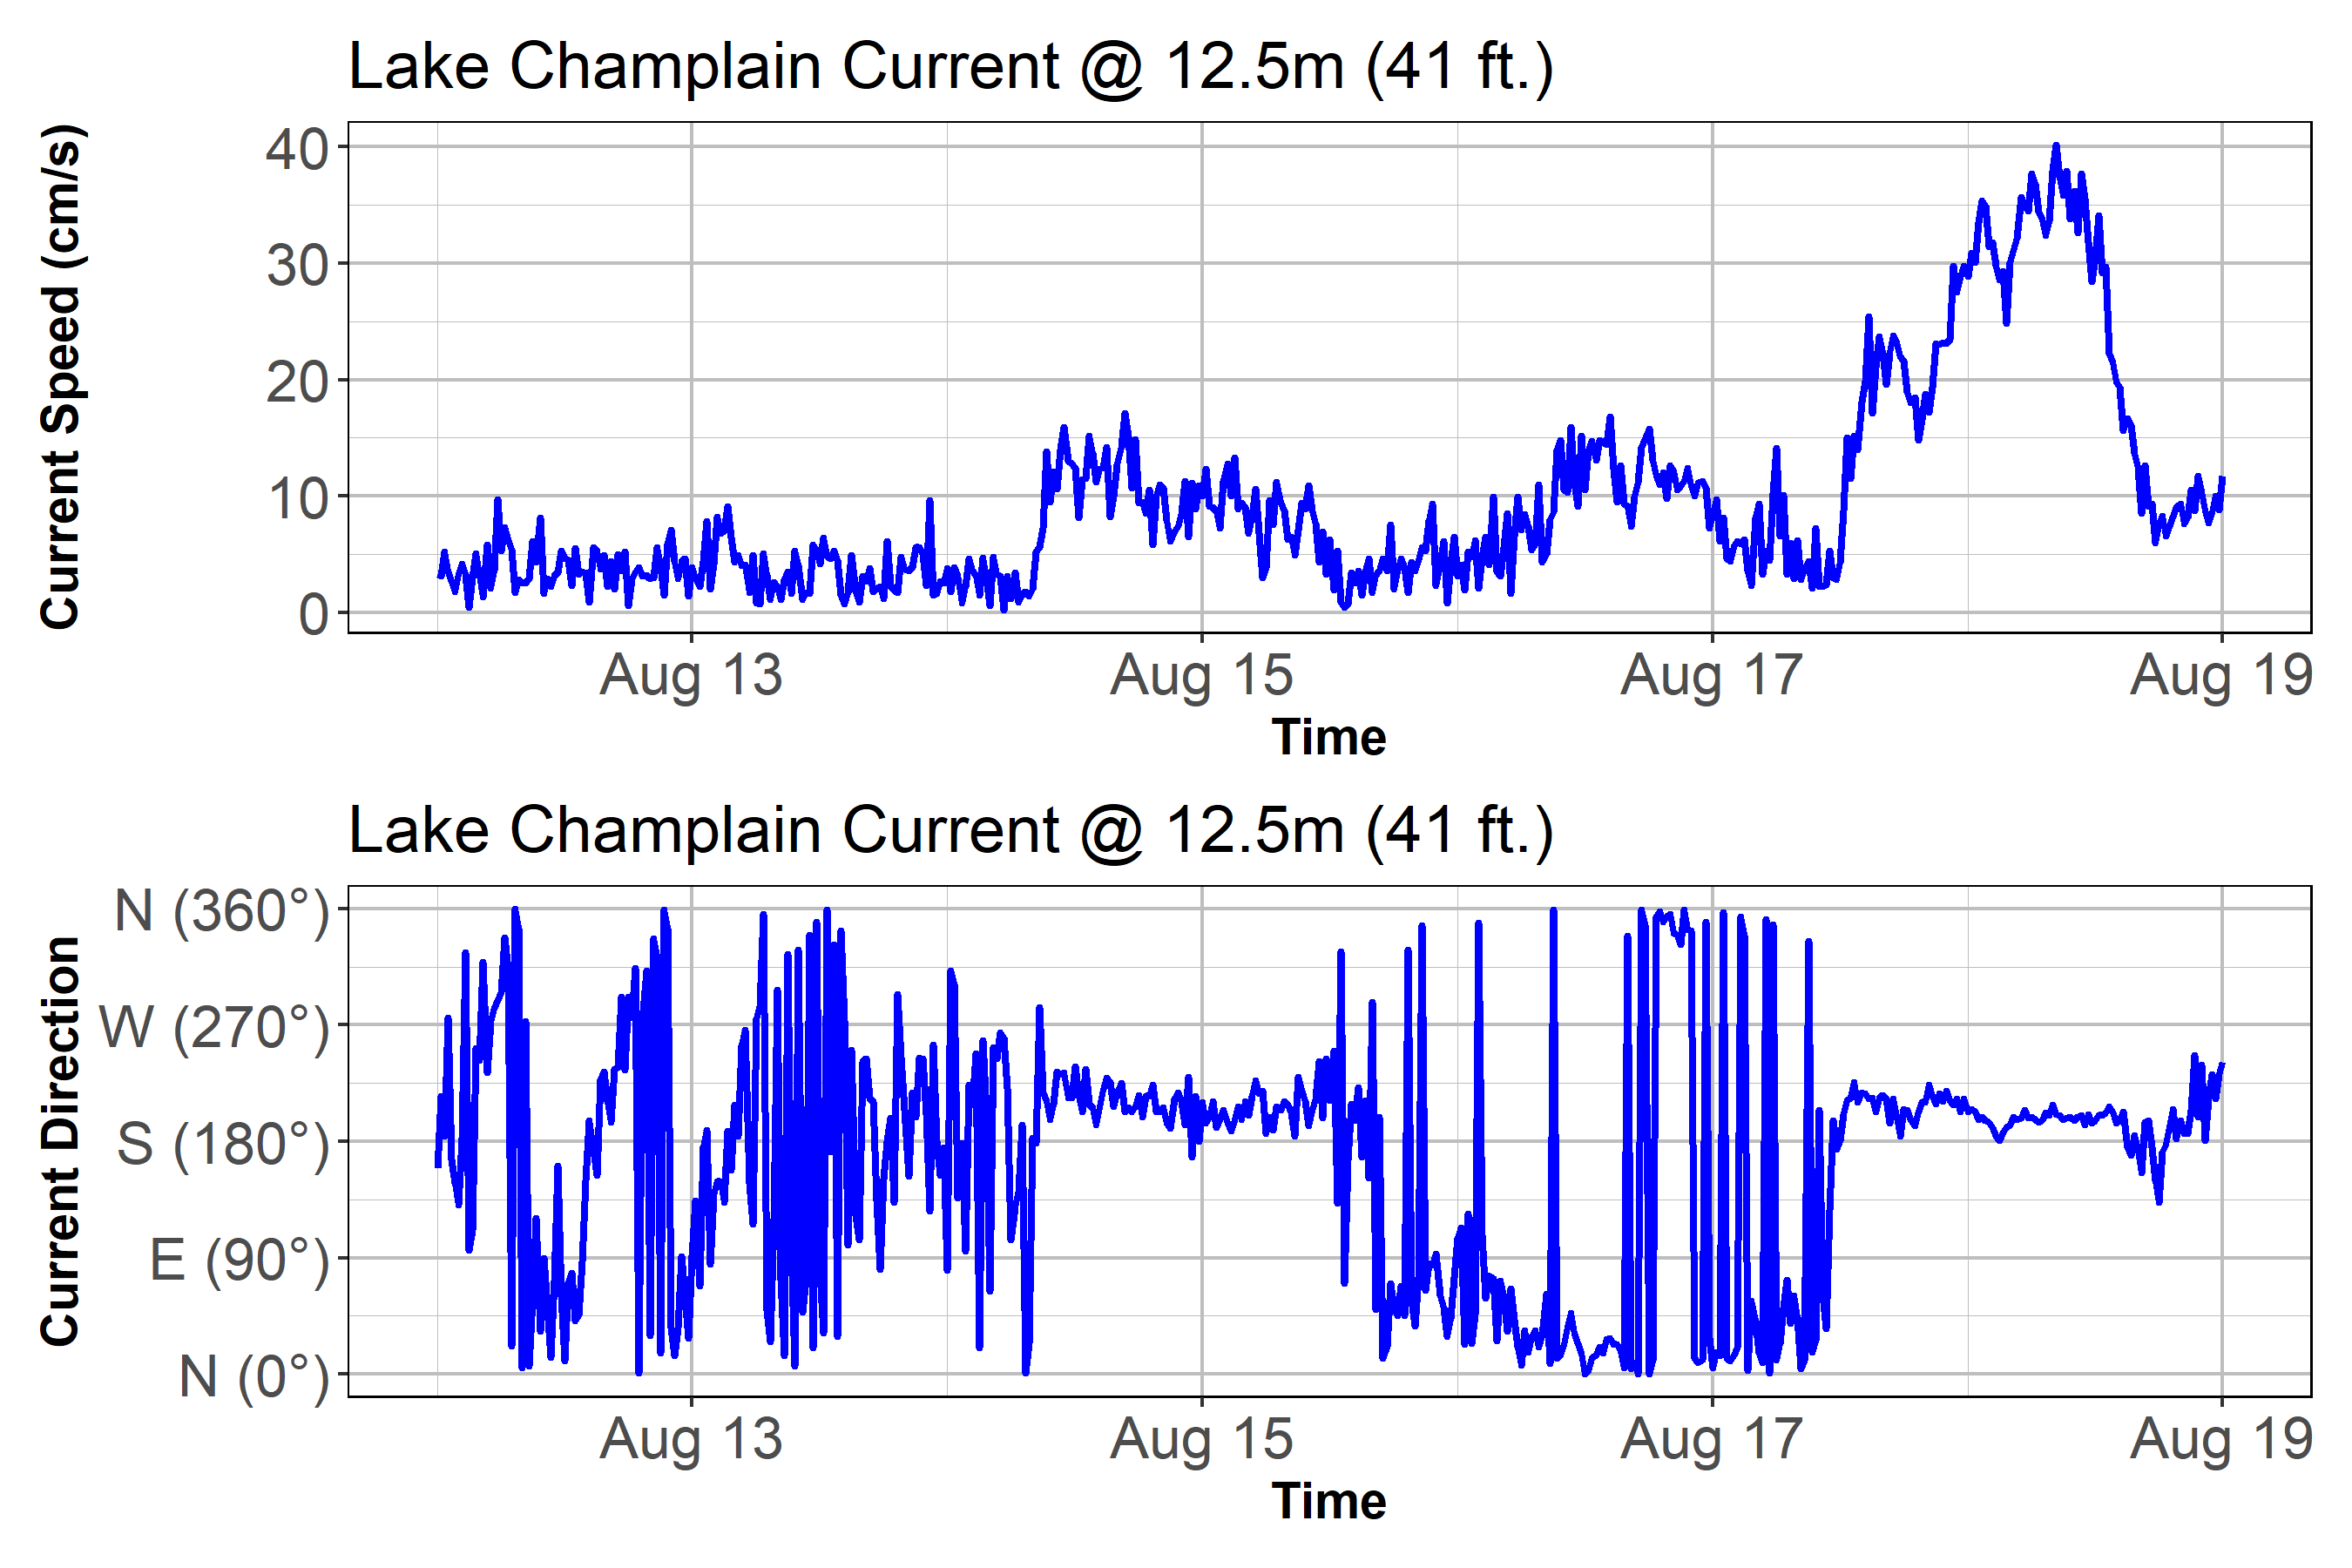 Lake Champlain Current @ 12.5m (41 ft.)
Current Speed (cm/s)
40
30
20
10
0
Aug 13 Aug 15 Aug 17 Aug 19
Time
Lake Champlain Current @ 12.5m (41 ft.)
Current Direction
N (360°)
W (270°)
S (180°)
E (90°)
N (0°)
Aug 13 Aug 15 Aug 17 Aug 19
Time